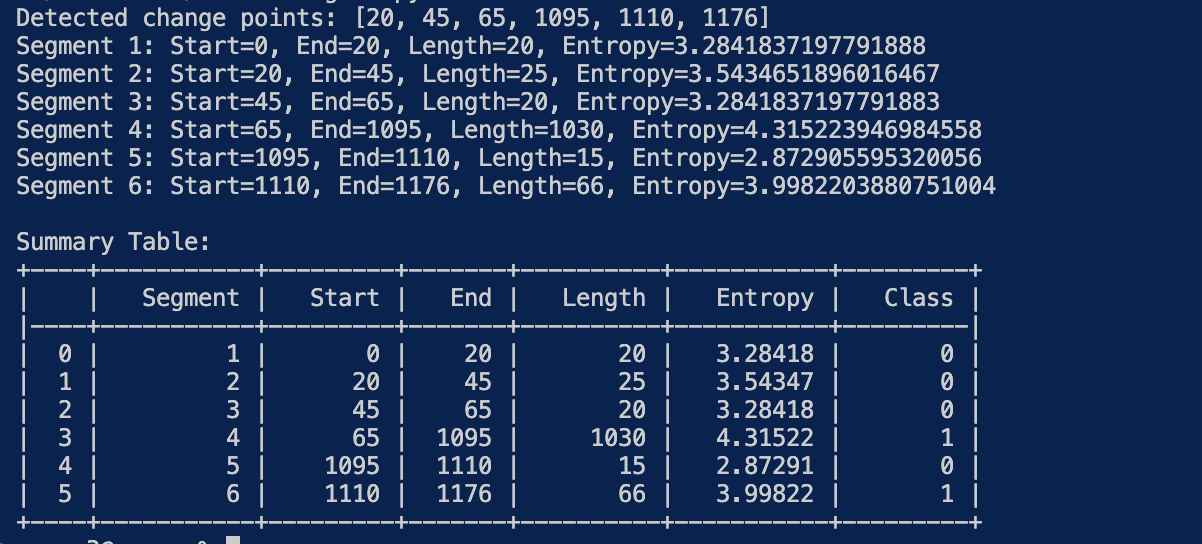 Detected change points: [20, 45, 65, 1095, 1110, 1176]
Segment 1: Start=0, End=20, Length=20, Entropy=3.2841837197791888
Segment 2: Start=20, End=45, Length=25, Entropy=3.5434651896016467
Segment 3: Start=45, End=65, Length=20, Entropy=3.2841837197791883
Segment 4: Start=65, End=1095, Length=1030, Entropy=4.315223946984558
Segment 5: Start=1095, End=1110, Length=15, Entropy=2.872905595320056
Segment 6: Start=1110, End=1176, Length=66, Entropy=3.9982203880751004
Summary Table:
+----+-----------+---------+-------+----------+-----------+---------+
|    |   Segment |   Start |   End |   Length |   Entropy |   Class |
|----+-----------+---------+-------+----------+-----------+---------|
|  0 |         1 |       0 |    20 |       20 |   3.28418 |       0 |
|  1 |         2 |      20 |    45 |       25 |   3.54347 |       0 |
|  2 |         3 |      45 |    65 |       20 |   3.28418 |       0 |
|  3 |         4 |      65 |  1095 |     1030 |   4.31522 |       1 |
|  4 |         5 |    1095 |  1110 |       15 |   2.87291 |       0 |
|  5 |         6 |    1110 |  1176 |       66 |   3.99822 |       1 |
+----+-----------+---------+-------+----------+-----------+---------+